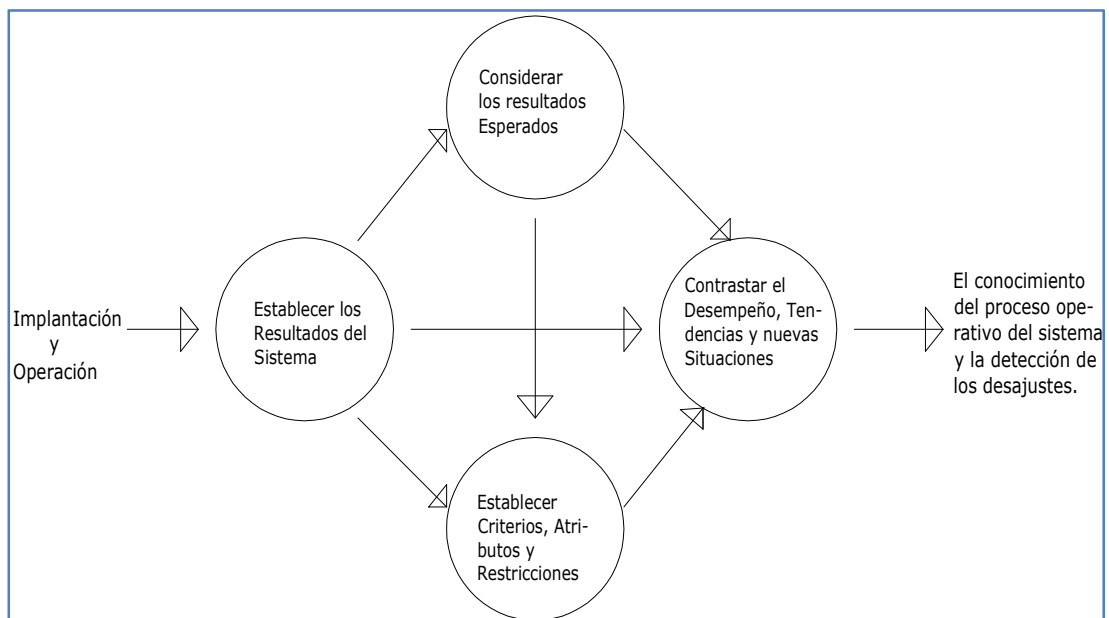 Considerar
los resultados
Esperados
Implantación
y
Operación
Establecer los
Resultados del
Sistema
Contrastar el
Desempeño, Ten-
dencias y nuevas
Situaciones
El conocimiento
del proceso ope-
rativo del sistema
y la detección de
los desajustes.
Establecer
Criterios, Atri-
butos y
Restricciones